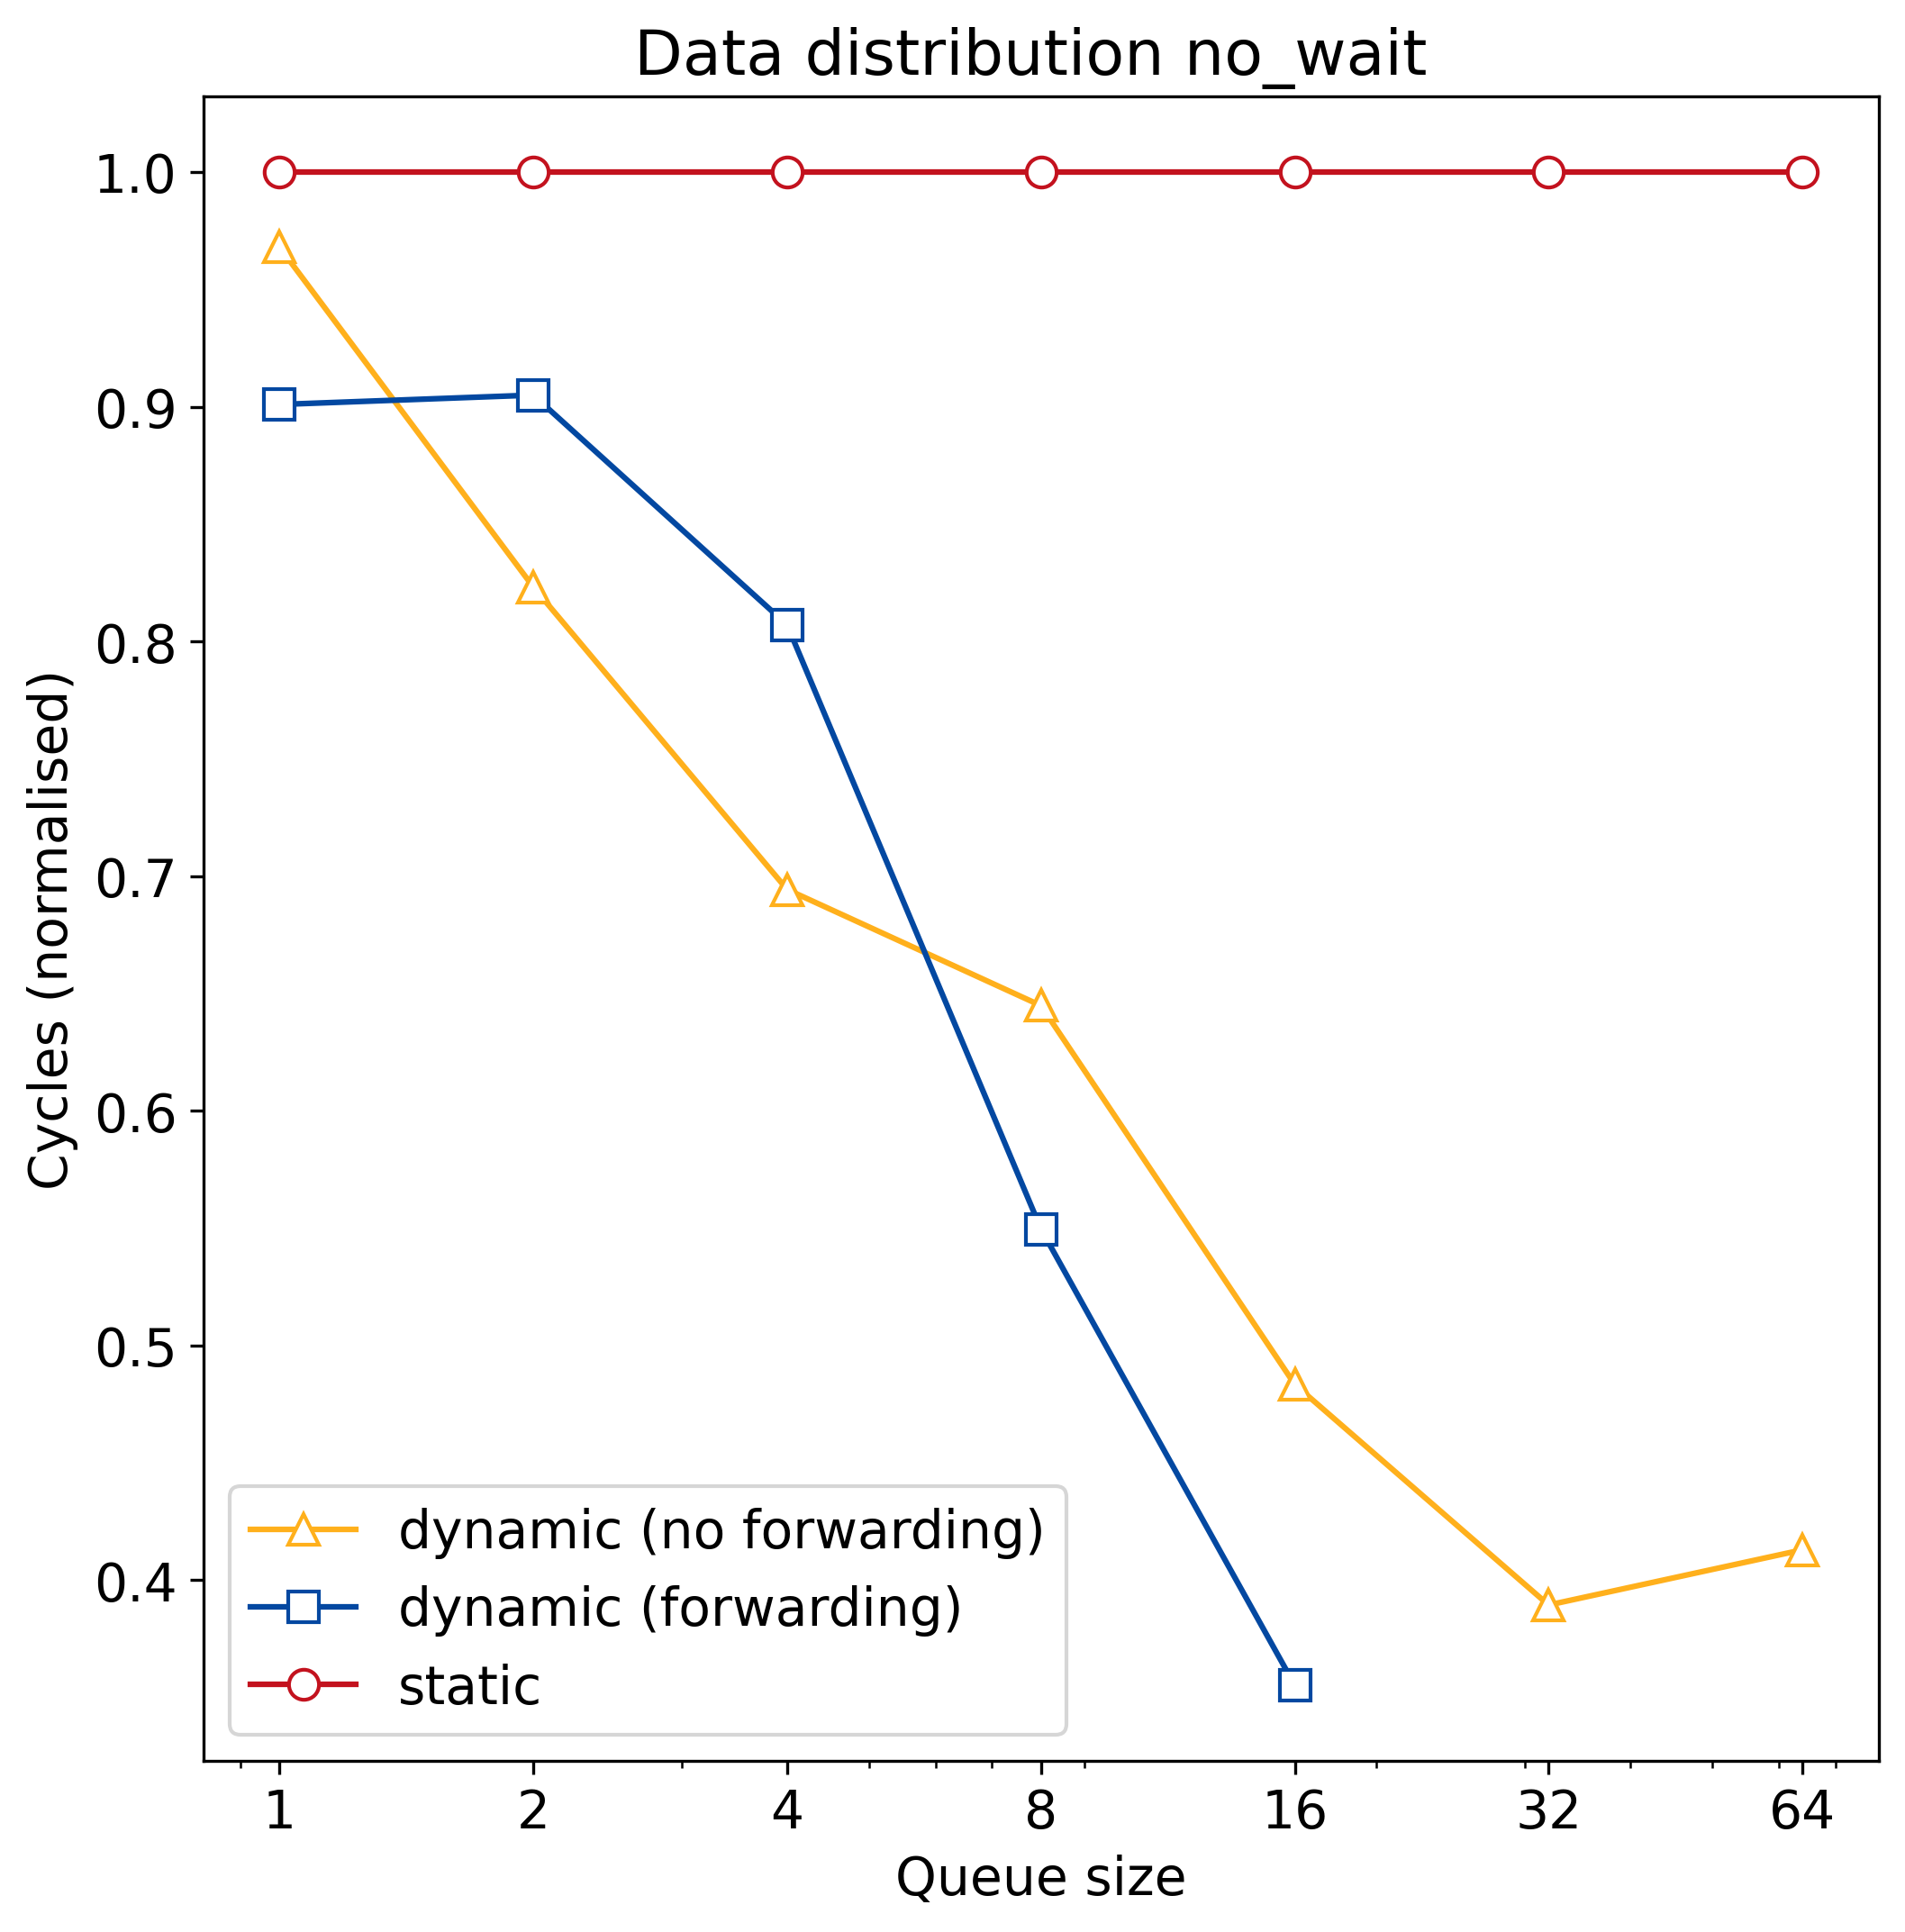 Data distribution no_wait
Cycles (normalised)
1.0
0.9
0.8
0.7
0.6
0.5
0.4
dynamic (no forwarding)
dynamic (forwarding)
static
1 2 4 8 16 32 64
Queue size